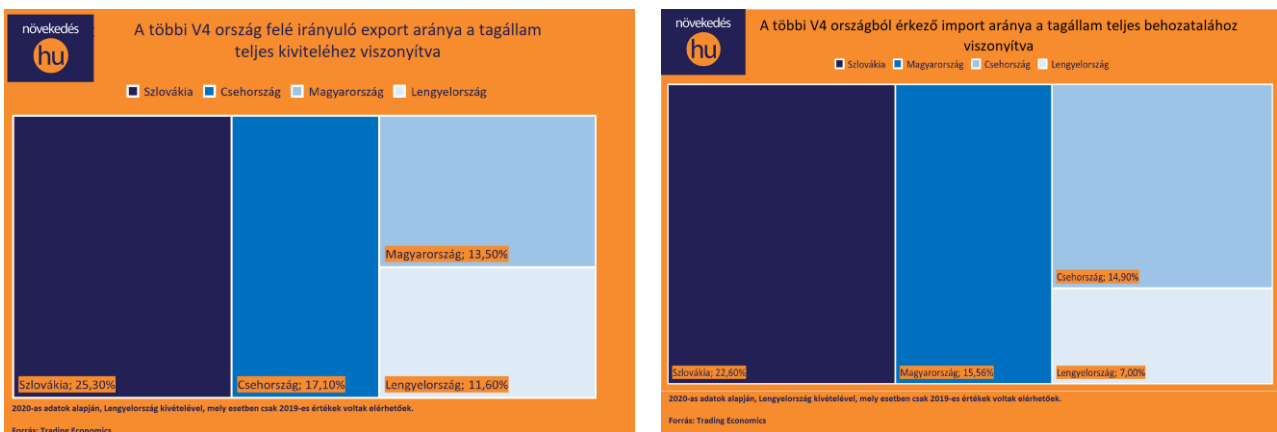 növekedés
hu
A többi V4 ország felé irányuló export aránya a tagállam
teljes kiviteléhez viszonyítva
Szlovákia Csehország Magyarország Lengyelország
Magyarország; 13,50%
Szlovákia; 25,30%
Csehország; 17,10%
Lengyelország; 11,60%
2020-as adatok alapján, Lengyelország kivételével, mely esetben csak 2019-es értékek voltak elérhetőek.
Forrás: Trading Economics
növekedés
hu
A többi V4 országból érkező import aránya a tagállam teljes behozatalához
viszonyítva
Szlovákia Magyarország Csehország Lengyelország
Csehország; 14,90%
Szlovákia; 22,60%
Magyarország; 15,56%
Lengyelország; 7,00%
2020-as adatok alapján, Lengyelország kivételével, mely esetben csak 2019-es értékek voltak elérhetőek.
Forrás: Trading Economics